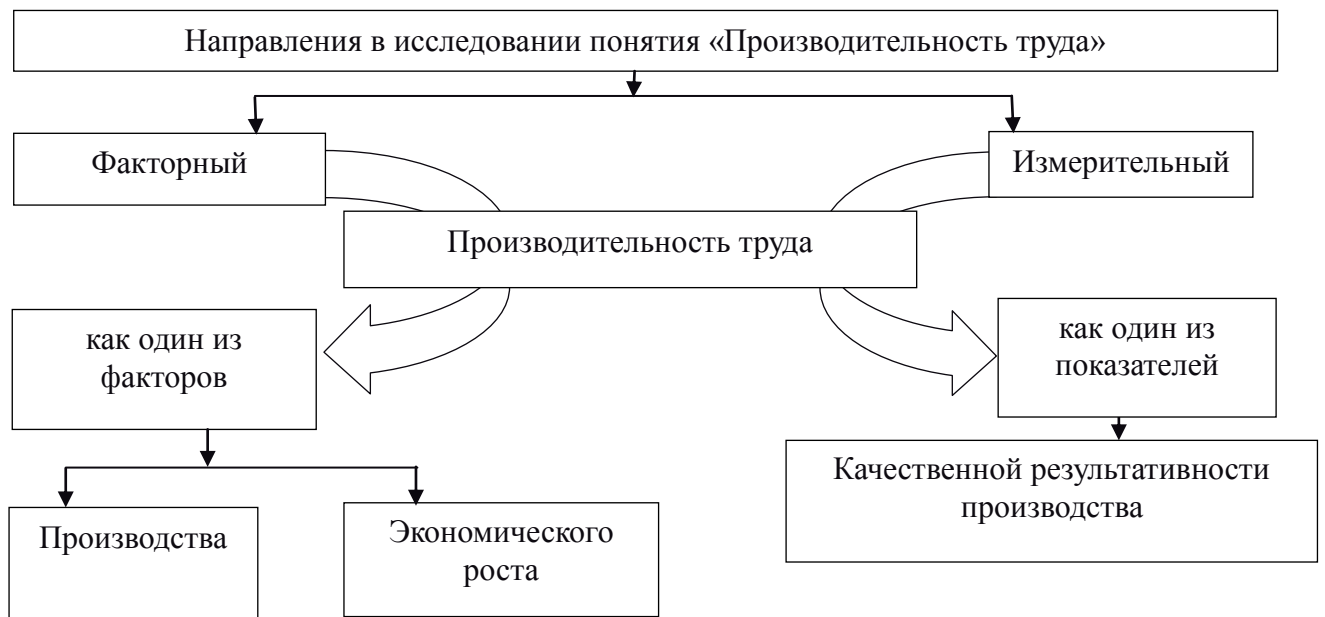 Направления в исследовании понятия «Производительность труда»
Факторный
Измерительный
Производительность труда
как один из
факторов
как один из
показателей
Производства
Экономического
роста
Качественной результативности
производства